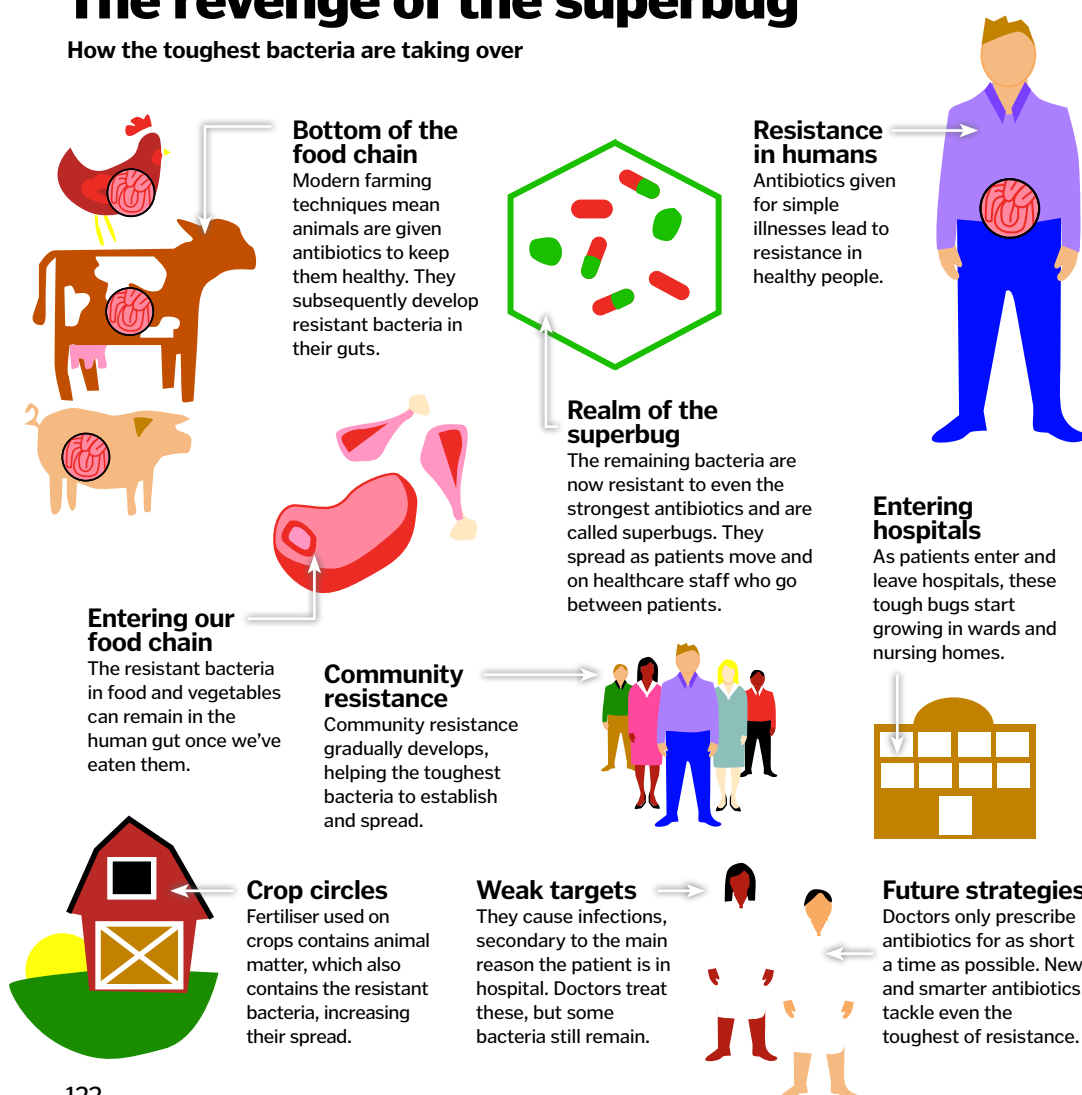 The revenge of the superbug
How the toughest bacteria are taking over
Bottom of the
food chain
Modern farming
techniques mean
animals are given
antibiotics to keep
them healthy. They
subsequently develop
resistant bacteria in
their guts.
Resistance
in humans
Antibiotics given
for simple
illnesses lead to
resistance in
healthy people.
Realm of the
superbug
The remaining bacteria are
now resistant to even the
strongest antibiotics and are
called superbugs. They
spread as patients move and
on healthcare staff who go
between patients.
Entering
hospitals
As patients enter and
leave hospitals, these
tough bugs start
growing in wards and
nursing homes.
Entering our
food chain
The resistant bacteria
in food and vegetables
can remain in the
human gut once we've
eaten them.
Community
resistance
Community resistance
gradually develops,
helping the toughest
bacteria to establish
and spread.
Crop circles
Fertiliser used on
crops contains animal
matter, which also
contains the resistant
bacteria, increasing
their spread.
Weak targets
They cause infections,
secondary to the main
reason the patient is in
hospital. Doctors treat
these, but some
bacteria still remain.
Future strategies
Doctors only prescribe
antibiotics for as short
a time as possible. New
and smarter antibiotics
tackle even the
toughest of resistance.
122